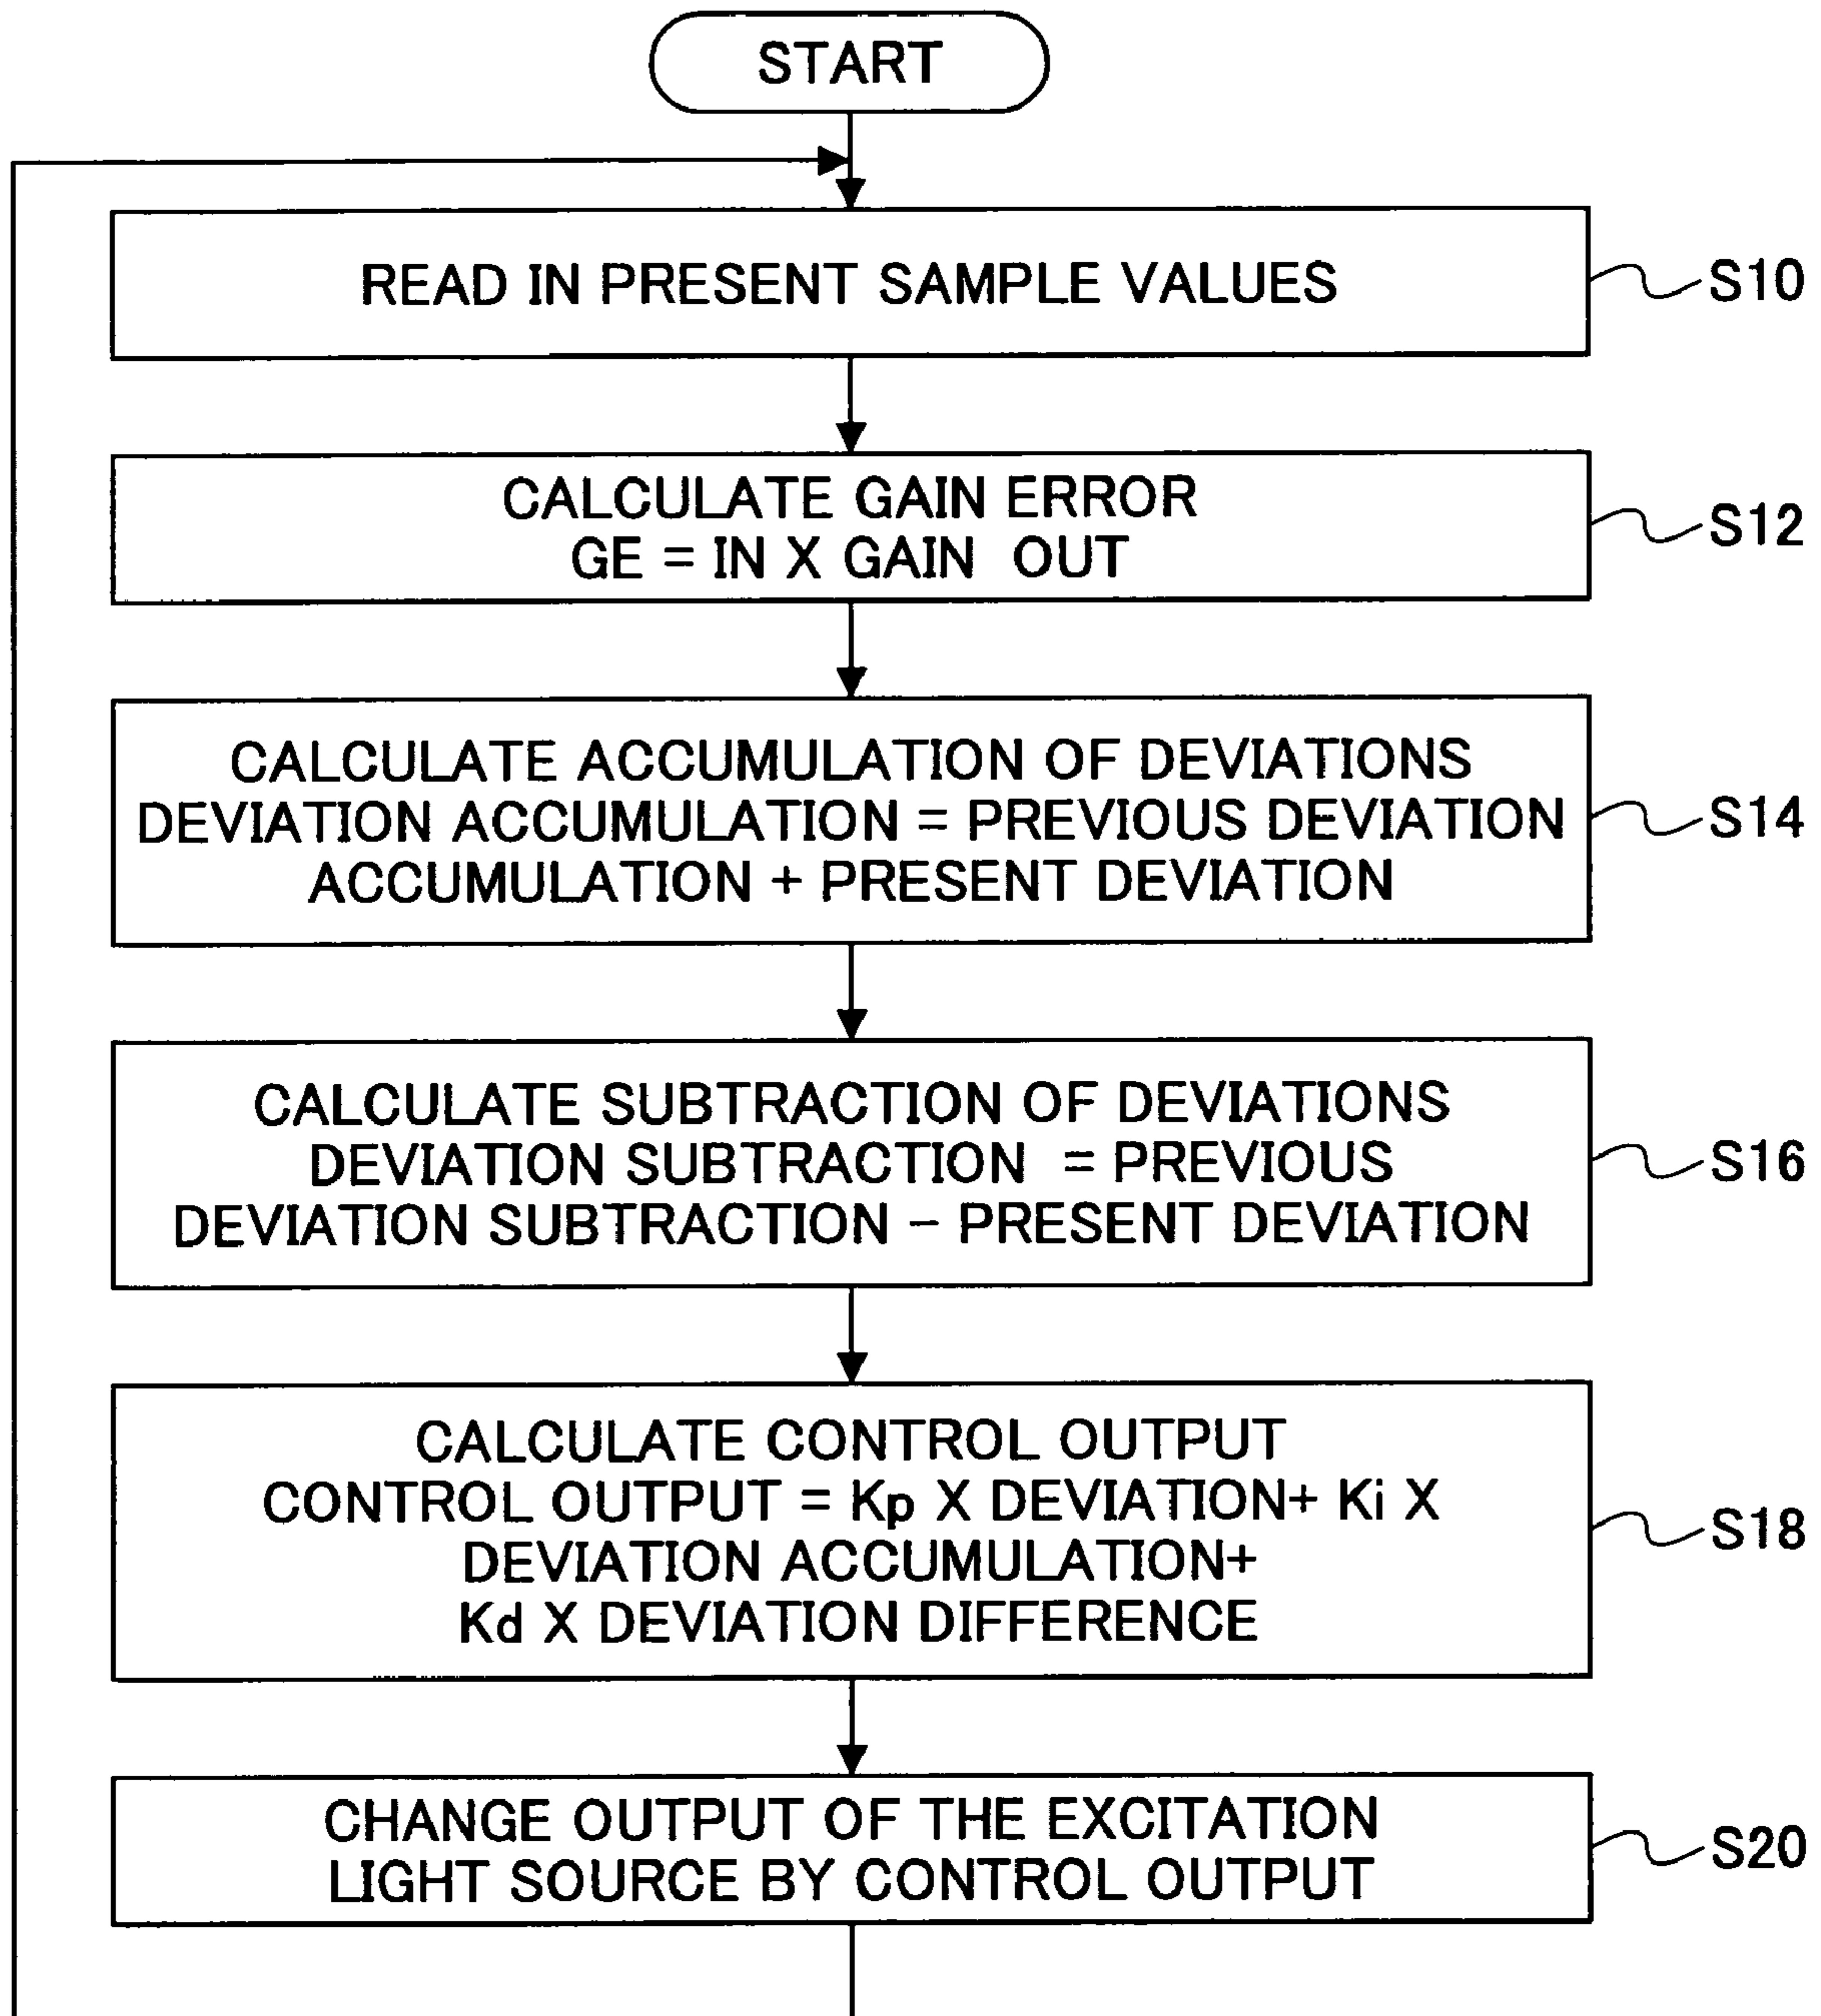 START
READ IN PRESENT SAMPLE VALUES
S10
CALCULATE GAIN ERROR
GE = IN X GAIN OUT
S12
CALCULATE ACCUMULATION OF DEVIATIONS
DEVIATION ACCUMULATION = PREVIOUS DEVIATION
ACCUMULATION + PRESENT DEVIATION
S14
CALCULATE SUBTRACTION OF DEVIATIONS
DEVIATION SUBTRACTION = PREVIOUS
DEVIATION SUBTRACTION − PRESENT DEVIATION
S16
CALCULATE CONTROL OUTPUT
CONTROL OUTPUT = Kp X DEVIATION+ Ki X
DEVIATION ACCUMULATION+
Kd X DEVIATION DIFFERENCE
S18
CHANGE OUTPUT OF THE EXCITATION
LIGHT SOURCE BY CONTROL OUTPUT
S20